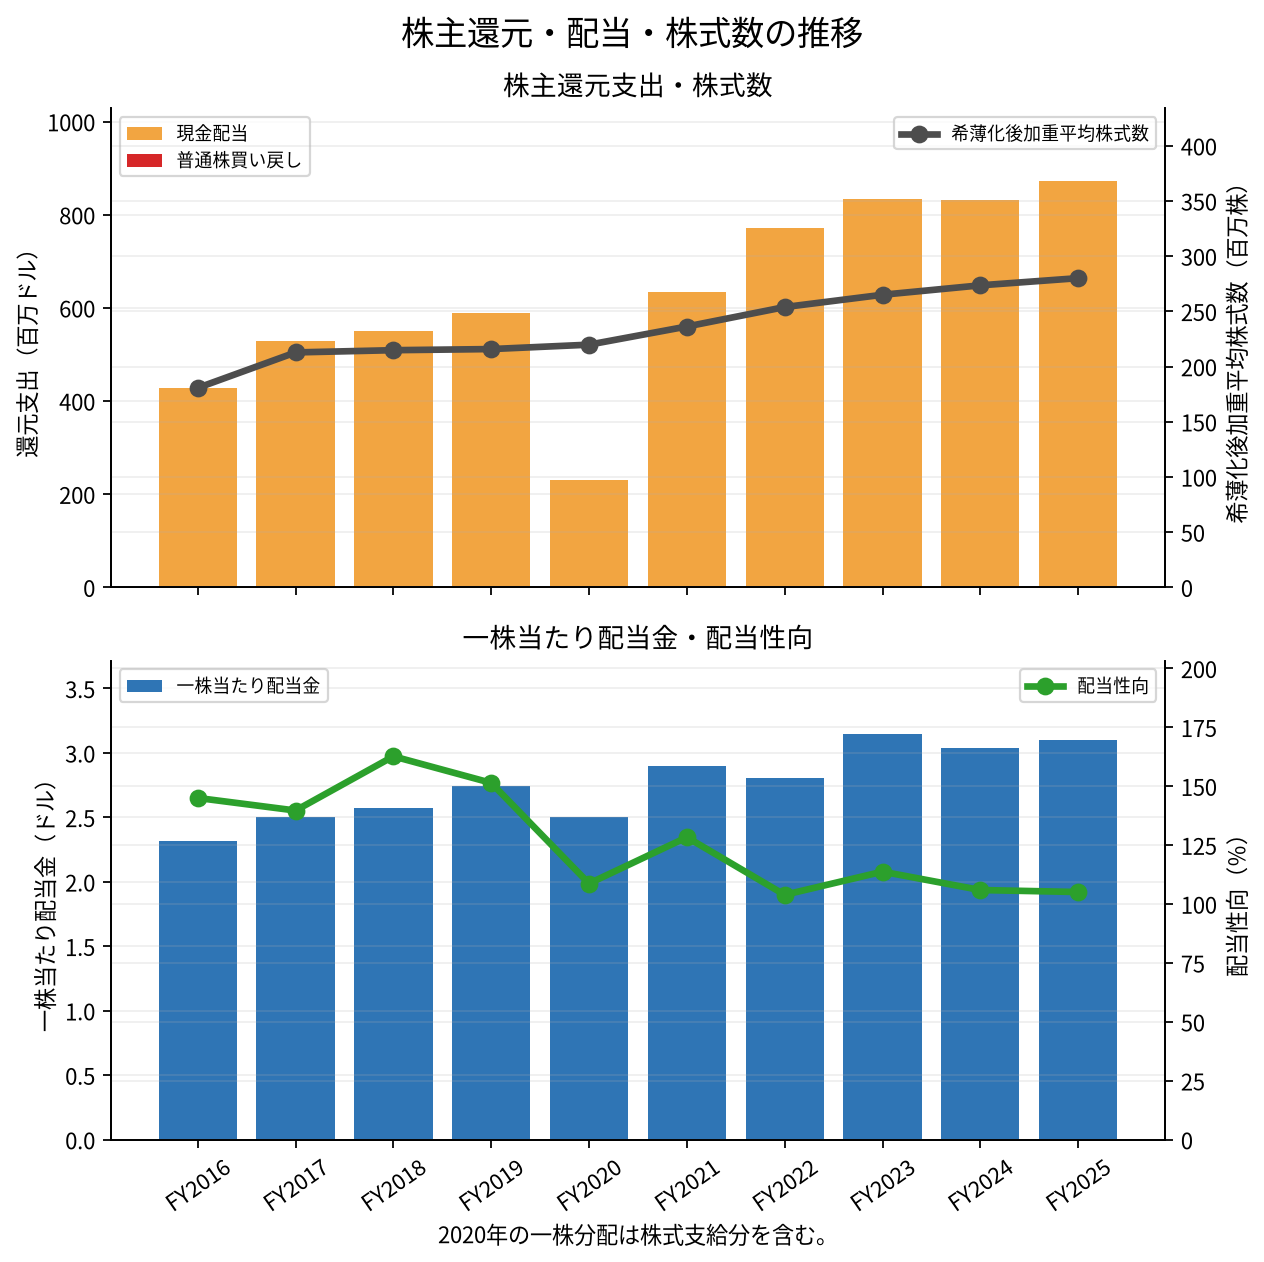 株主還元・配当・株式数の推移
株主還元支出・株式数
現金配当
普通株買い戻し
希薄化後加重平均株式数
還元支出（百万ドル）
1000
800
600
400
200
0
400
350
300
250
200
150
100
50
0
希薄化後加重平均株式数（百万株）
一株当たり配当金・配当性向
一株当たり配当金
配当性向
一株当たり配当金（ドル）
3.5
3.0
2.5
2.0
1.5
1.0
0.5
0.0
200
175
150
125
100
75
50
25
0
配当性向（%）
FY2016
FY2017
FY2018
FY2019
FY2020
FY2021
FY2022
FY2023
FY2024
FY2025
2020年の一株分配は株式支給分を含む。